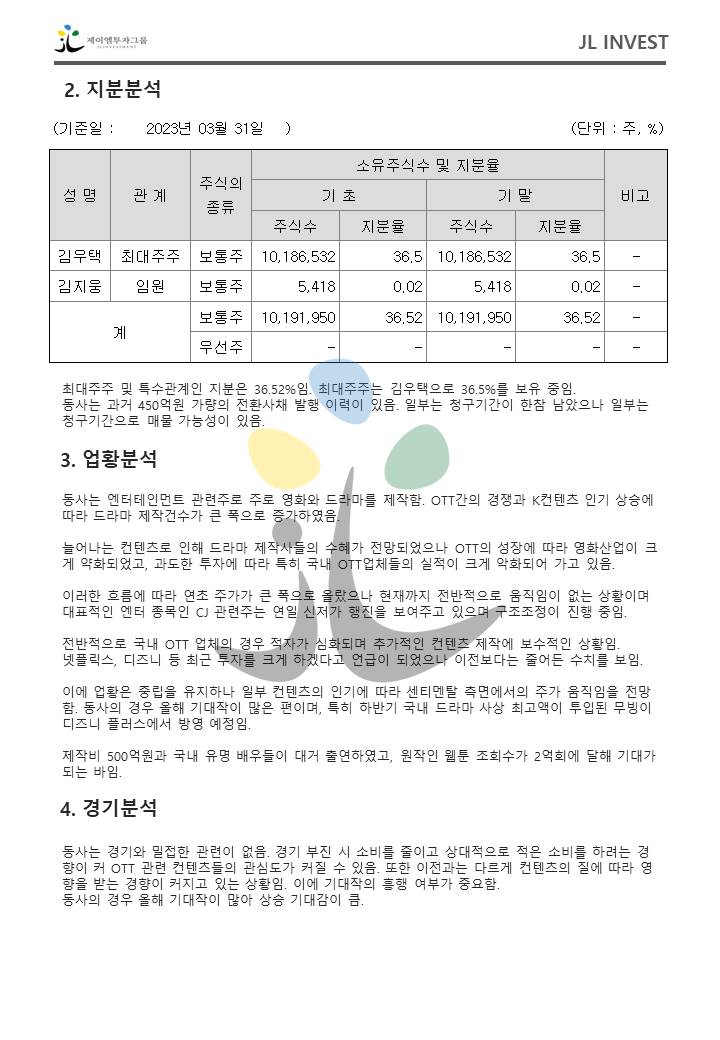 제이엘투자그룹
JLINVESTMENT
JL INVEST
2. 지분분석
(기준일 : 2023년 03월 31일 )
(단위 : 주, %)
성 명 관 계 주식의 종류 소유주식수 및 지분율 비고
기 초 기 말
주식수 지분율 주식수 지분율
김우택 최대주주 보통주 10,186,532 36.5 10,186,532 36.5 -
김지웅 임원 보통주 5,418 0.02 5,418 0.02 -
계 보통주 10,191,950 36.52 10,191,950 36.52 -
우선주 - - - - -
최대주주 및 특수관계인 지분은 36.52%임. 최대주주는 김우택으로 36.5%를 보유 중임.
동사는 과거 450억원 가량의 전환사채 발행 이력이 있음. 일부는 청구기간이 한참 남았으나 일부는
청구기간으로 매물 가능성이 있음.
3. 업황분석
동사는 엔터테인먼트 관련주로 주로 영화와 드라마를 제작함. OTT간의 경쟁과 K컨텐츠 인기 상승에
따라 드라마 제작건수가 큰 폭으로 증가하였음.
늘어나는 컨텐츠로 인해 드라마 제작사들의 수혜가 전망되었으나 OTT의 성장에 따라 영화산업이 크
게 약화되었고, 과도한 투자에 따라 특히 국내 OTT업체들의 실적이 크게 악화되어 가고 있음.
이러한 흐름에 따라 연초 주가가 큰 폭으로 올랐으나 현재까지 전반적으로 움직임이 없는 상황이며
대표적인 엔터 종목인 CJ 관련주는 연일 신저가 행진을 보여주고 있으며 구조조정이 진행 중임.
전반적으로 국내 OTT 업체의 경우 적자가 심화되며 추가적인 컨텐츠 제작에 보수적인 상황임.
넷플릭스, 디즈니 등 최근 투자를 크게 하겠다고 언급이 되었으나 이전보다는 줄어든 수치를 보임.
이에 업황은 중립을 유지하나 일부 컨텐츠의 인기에 따라 센티멘탈 측면에서의 주가 움직임을 전망
함. 동사의 경우 올해 기대작이 많은 편이며, 특히 하반기 국내 드라마 사상 최고액이 투입된 무빙이
디즈니 플러스에서 방영 예정임.
제작비 500억원과 국내 유명 배우들이 대거 출연하였고, 원작인 웹툰 조회수가 2억회에 달해 기대가
되는 바임.
4. 경기분석
동사는 경기와 밀접한 관련이 없음. 경기 부진 시 소비를 줄이고 상대적으로 적은 소비를 하려는 경
향이 커 OTT 관련 컨텐츠들의 관심도가 커질 수 있음. 또한 이전과는 다르게 컨텐츠의 질에 따라 영
향을 받는 경향이 커지고 있는 상황임. 이에 기대작의 흥행 여부가 중요함.
동사의 경우 올해 기대작이 많아 상승 기대감이 큼.